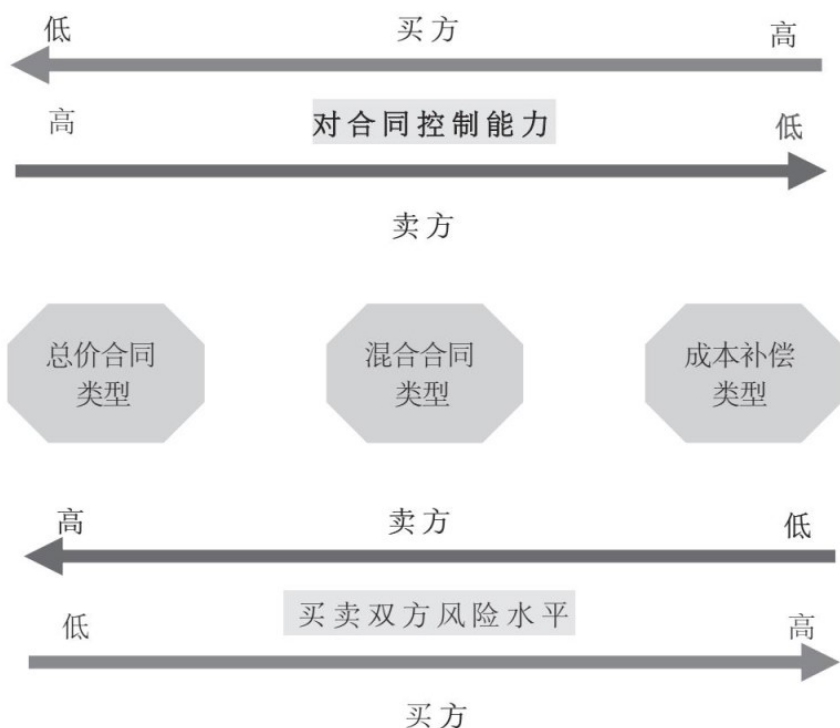 低 买方 高
高 对合同控制能力 低
卖方
总价合同 混合合同 成本补偿
类型 类型 类型
高 卖方 低
低 买卖双方风险水平 高
买方